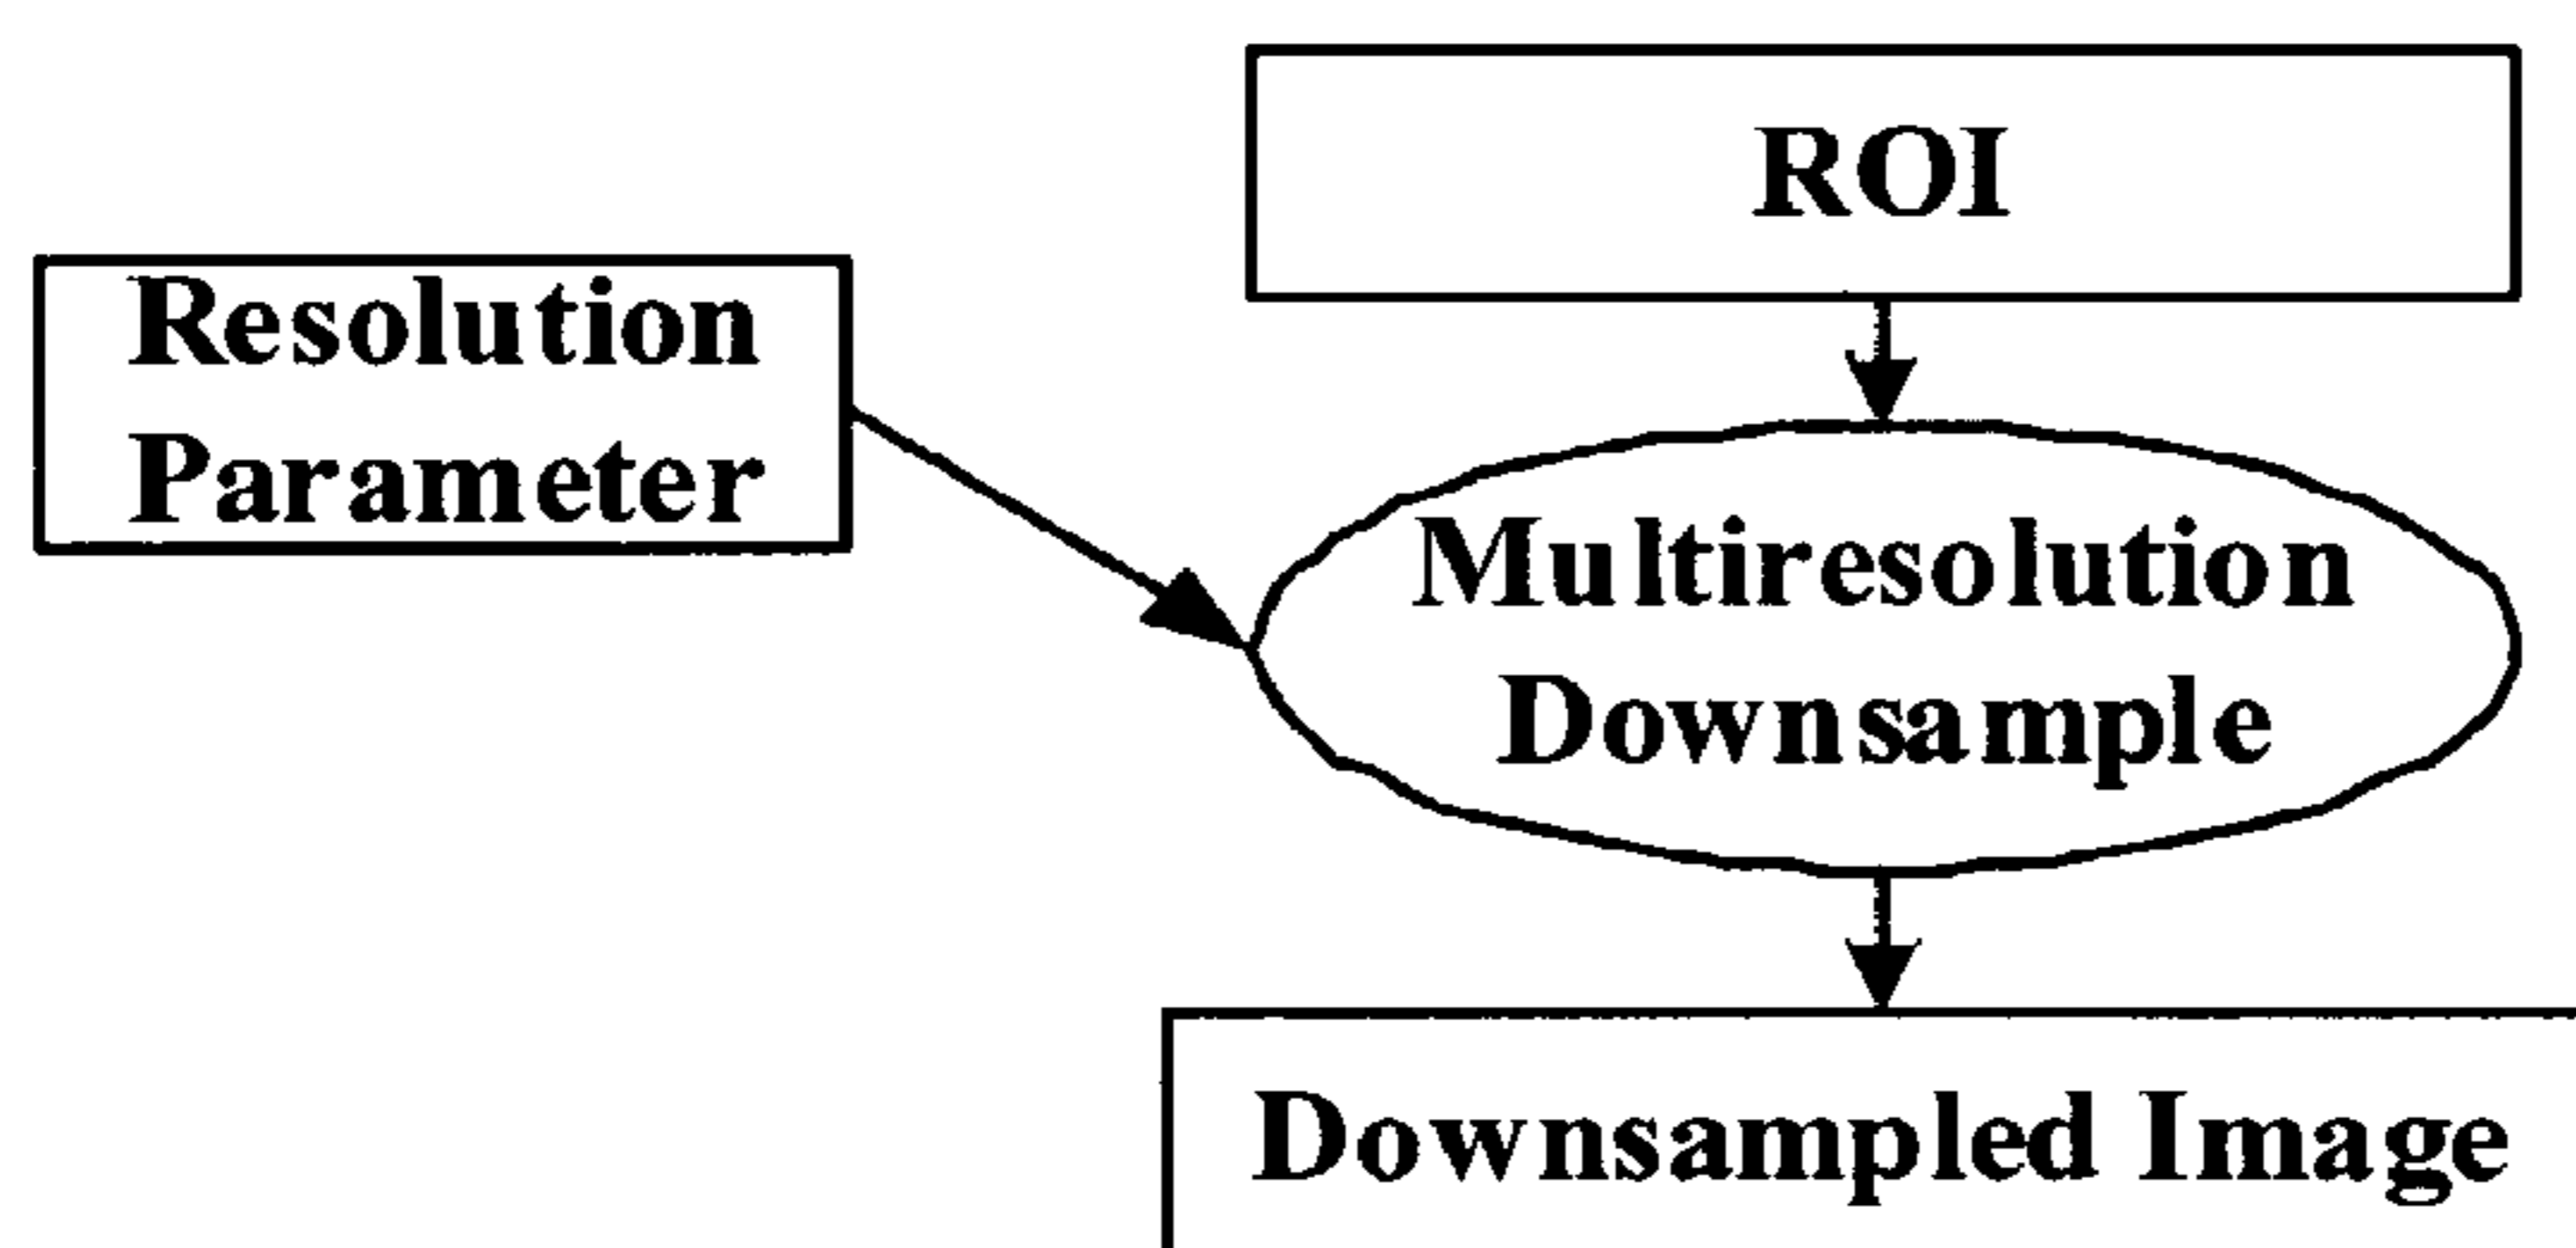 ROI
Resolution
Parameter
Multiresolution
Downsample
Downsampled Image